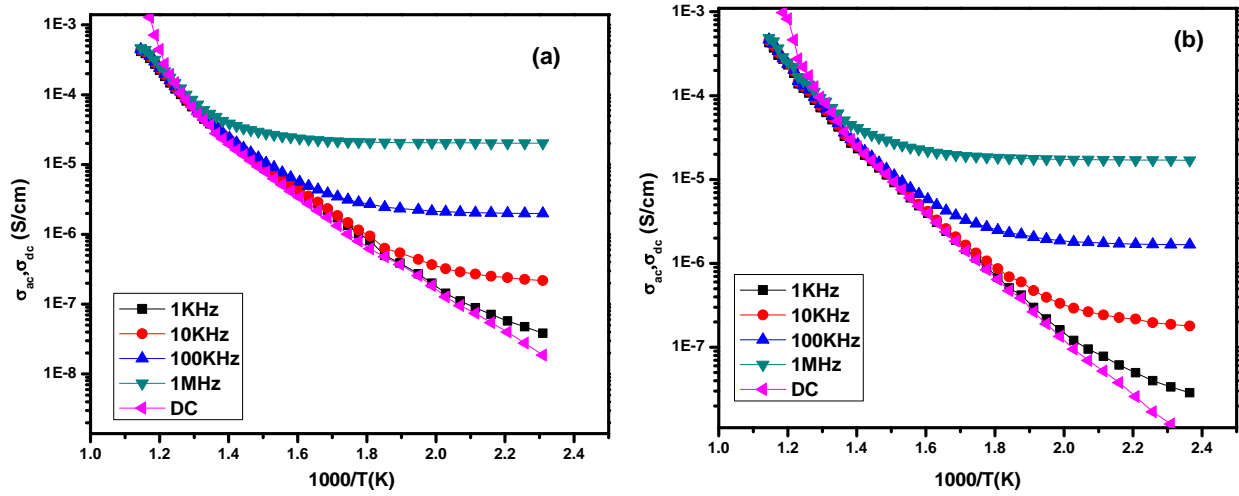 1E-3
1E-4
1E-5
1E-6
1E-7
1E-8
σac,σdc (S/cm)
(a)
1KHz
10KHz
100KHz
1MHz
DC
1.0 1.2 1.4 1.6 1.8 2.0 2.2 2.4
1000/T(K)
1E-3
1E-4
1E-5
1E-6
1E-7
σac,σdc (S/cm)
(b)
1KHz
10KHz
100KHz
1MHz
DC
1.0 1.2 1.4 1.6 1.8 2.0 2.2 2.4
1000/T(K)